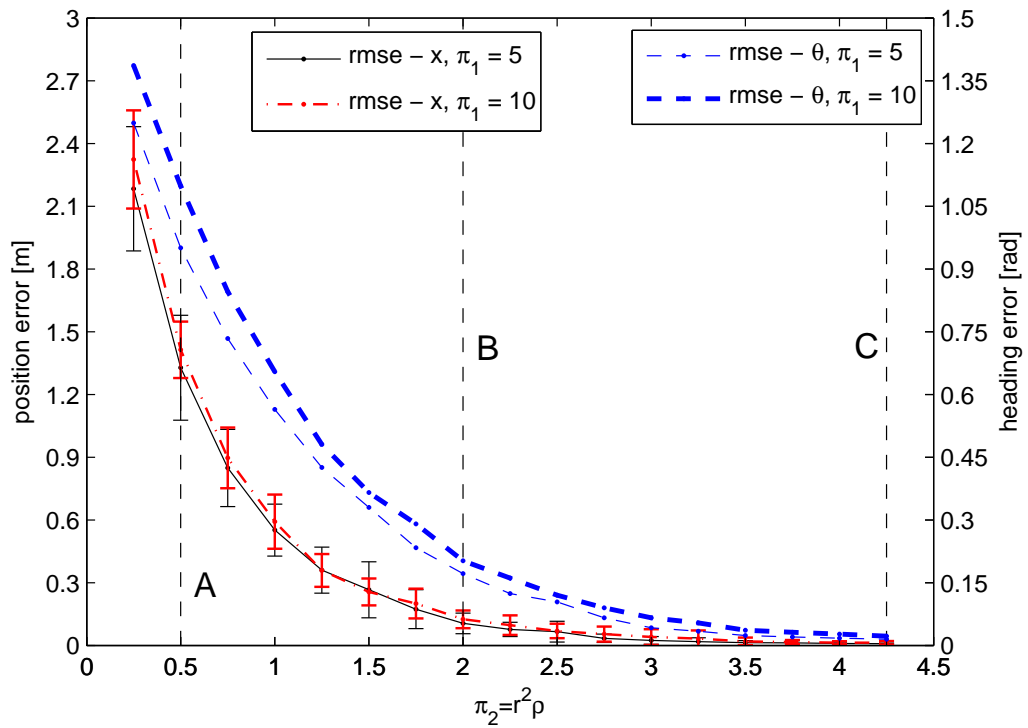 rmse − x, π1 = 5
rmse − x, π1 = 10
rmse − θ, π1 = 5
rmse − θ, π1 = 10
position error [m]
3
2.7
2.4
2.1
1.8
1.5
1.2
0.9
0.6
0.3
0
heading error [rad]
1.5
1.35
1.2
1.05
0.9
0.75
0.6
0.45
0.3
0.15
0
A
B
C
0 0.5 1 1.5 2 2.5 3 3.5 4 4.5
π2=r²ρ